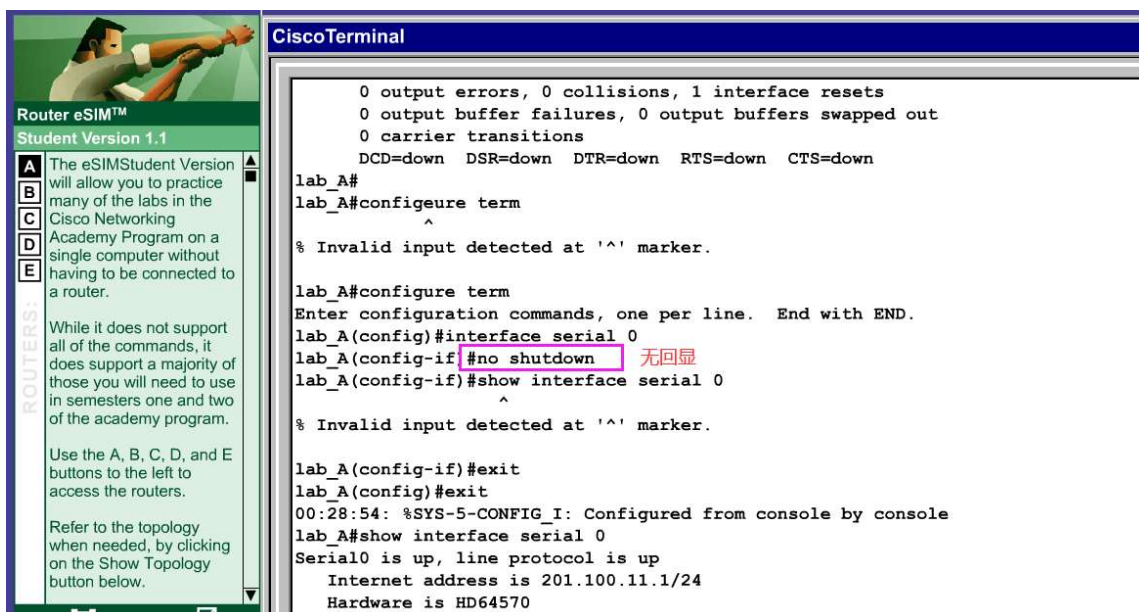 CiscoTerminal
Router eSIM™
Student Version 1.1
A
B
C
D
E
ROUTERS:
The eSIMStudent Version
will allow you to practice
many of the labs in the
Cisco Networking
Academy Program on a
single computer without
having to be connected to
a router.
While it does not support
all of the commands, it
does support a majority of
those you will need to use
in semesters one and two
of the academy program.
Use the A, B, C, D, and E
buttons to the left to
access the routers.
Refer to the topology
when needed, by clicking
on the Show Topology
button below.
0 output errors, 0 collisions, 1 interface resets
0 output buffer failures, 0 output buffers swapped out
0 carrier transitions
DCD=down  DSR=down  DTR=down  RTS=down  CTS=down
lab_A#
lab_A#configeure term
^
% Invalid input detected at '^' marker.
lab_A#configure term
Enter configuration commands, one per line.  End with END.
lab_A(config)#interface serial 0
lab_A(config-if)#no shutdown 无回显
lab_A(config-if)#show interface serial 0
^
% Invalid input detected at '^' marker.
lab_A(config-if)#exit
lab_A(config)#exit
00:28:54: %SYS-5-CONFIG_I: Configured from console by console
lab_A#show interface serial 0
Serial0 is up, line protocol is up
Internet address is 201.100.11.1/24
Hardware is HD64570